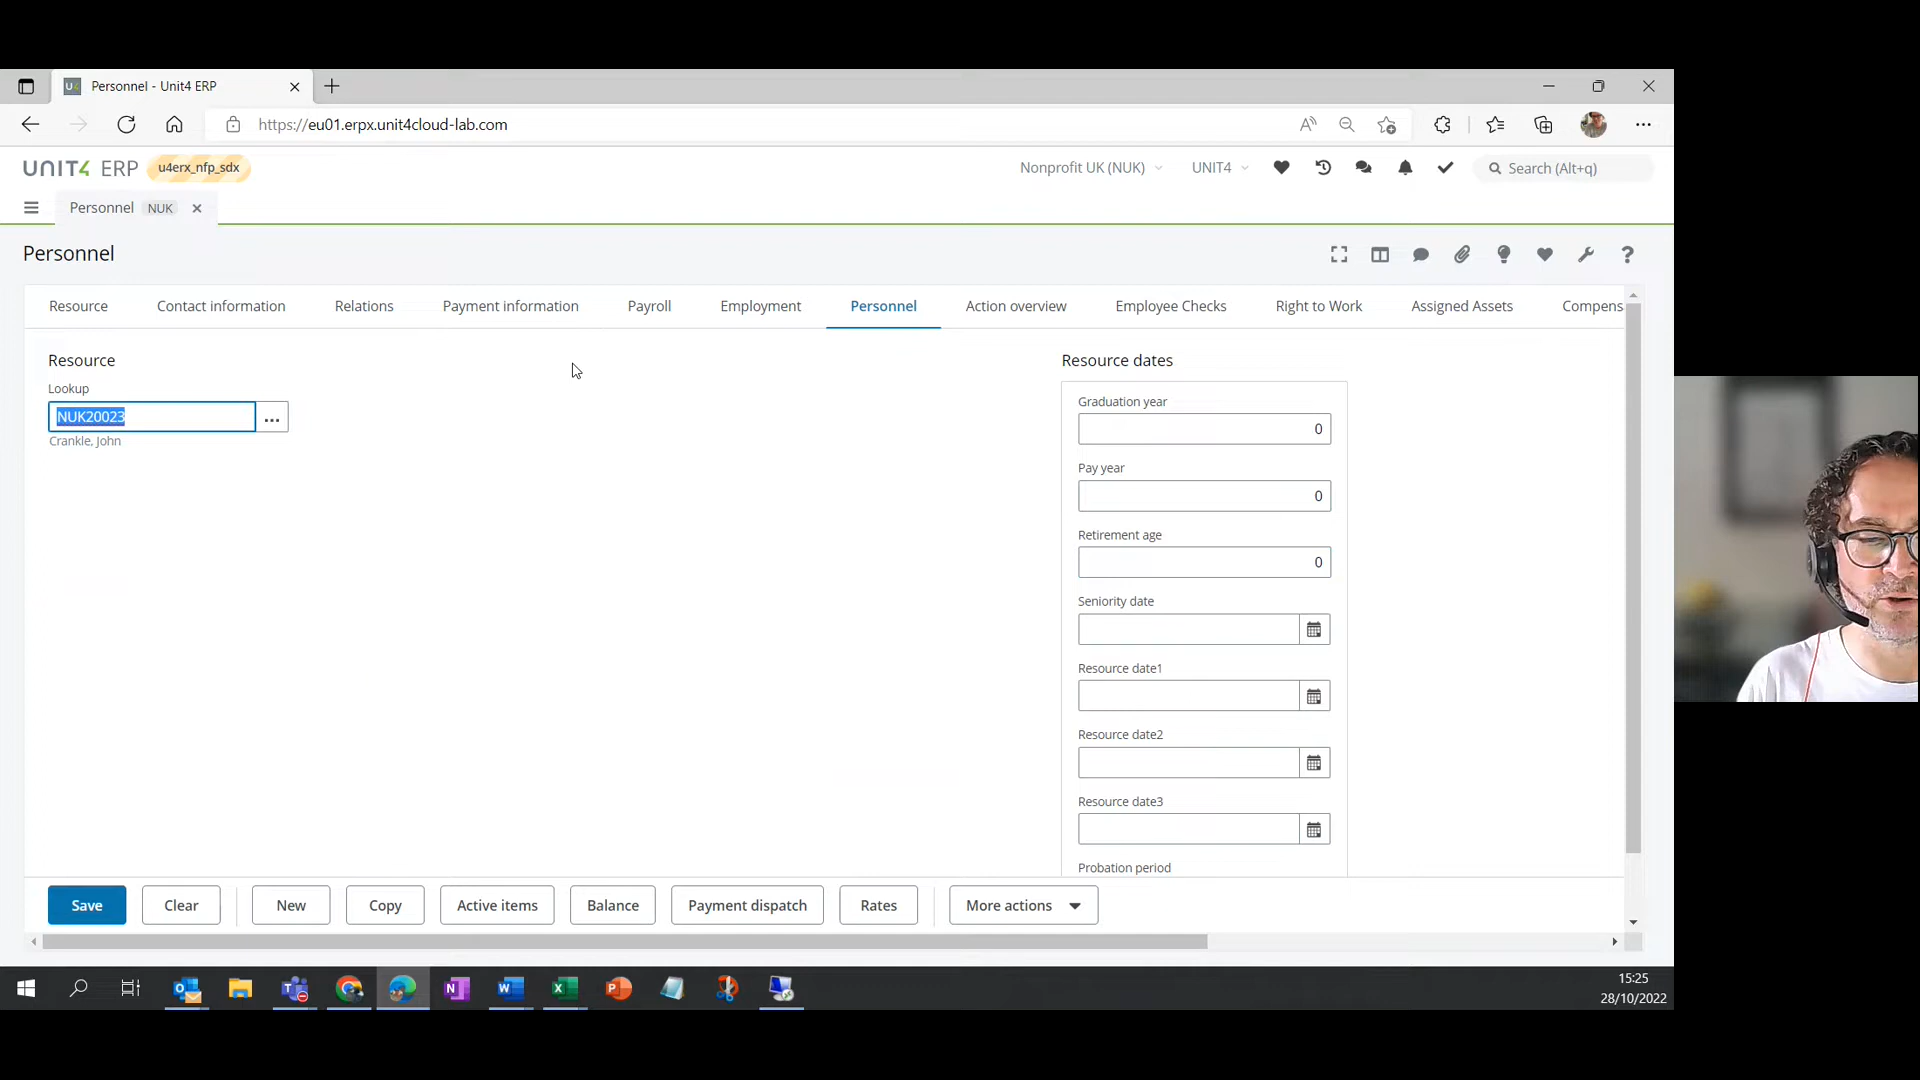 Personnel - Unit4 ERP
https://eu01.erpx.unit4cloud-lab.com
UNIT4 ERP u4erx_nfp_sdx
Nonprofit UK (NUK) UNIT4 Search (Alt+q)
Personnel NUK
Personnel
Resource Contact information Relations Payment information Payroll Employment Personnel Action overview Employee Checks Right to Work Assigned Assets Compens
Resource
Lookup
NUK20023
Crankle, John
Resource dates
Graduation year
0
Pay year
0
Retirement age
0
Seniority date
Resource date1
Resource date2
Resource date3
Probation period
Save Clear New Copy Active items Balance Payment dispatch Rates More actions
15:25
28/10/2022